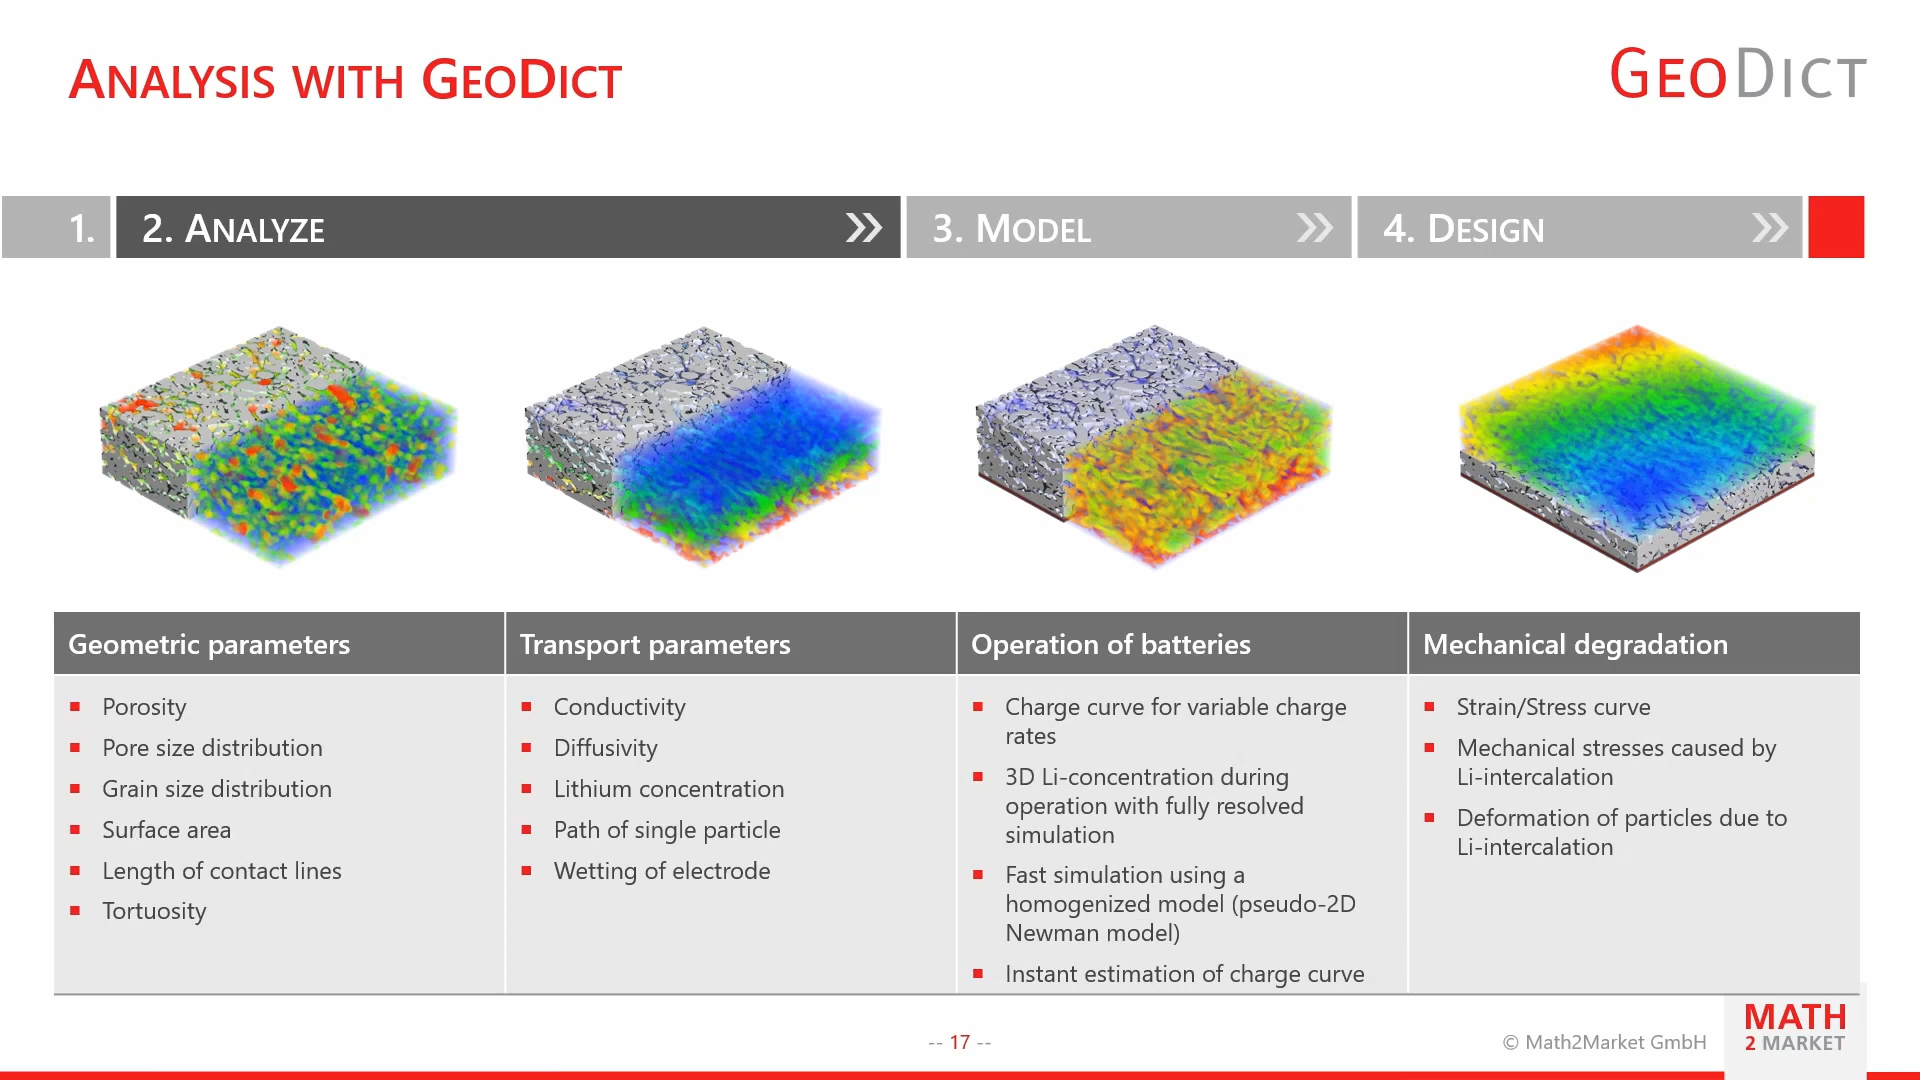 ANALYSIS WITH GEODICT
GEODICT
1.
2. ANALYZE
3. MODEL
4. DESIGN
Geometric parameters
Porosity
Pore size distribution
Grain size distribution
Surface area
Length of contact lines
Tortuosity
Transport parameters
Conductivity
Diffusivity
Lithium concentration
Path of single particle
Wetting of electrode
Operation of batteries
Charge curve for variable charge
rates
3D Li-concentration during
operation with fully resolved
simulation
Fast simulation using a
homogenized model (pseudo-2D
Newman model)
Instant estimation of charge curve
Mechanical degradation
Strain/Stress curve
Mechanical stresses caused by
Li-intercalation
Deformation of particles due to
Li-intercalation
-- 17 --
© Math2Market GmbH
MATH
2 MARKET